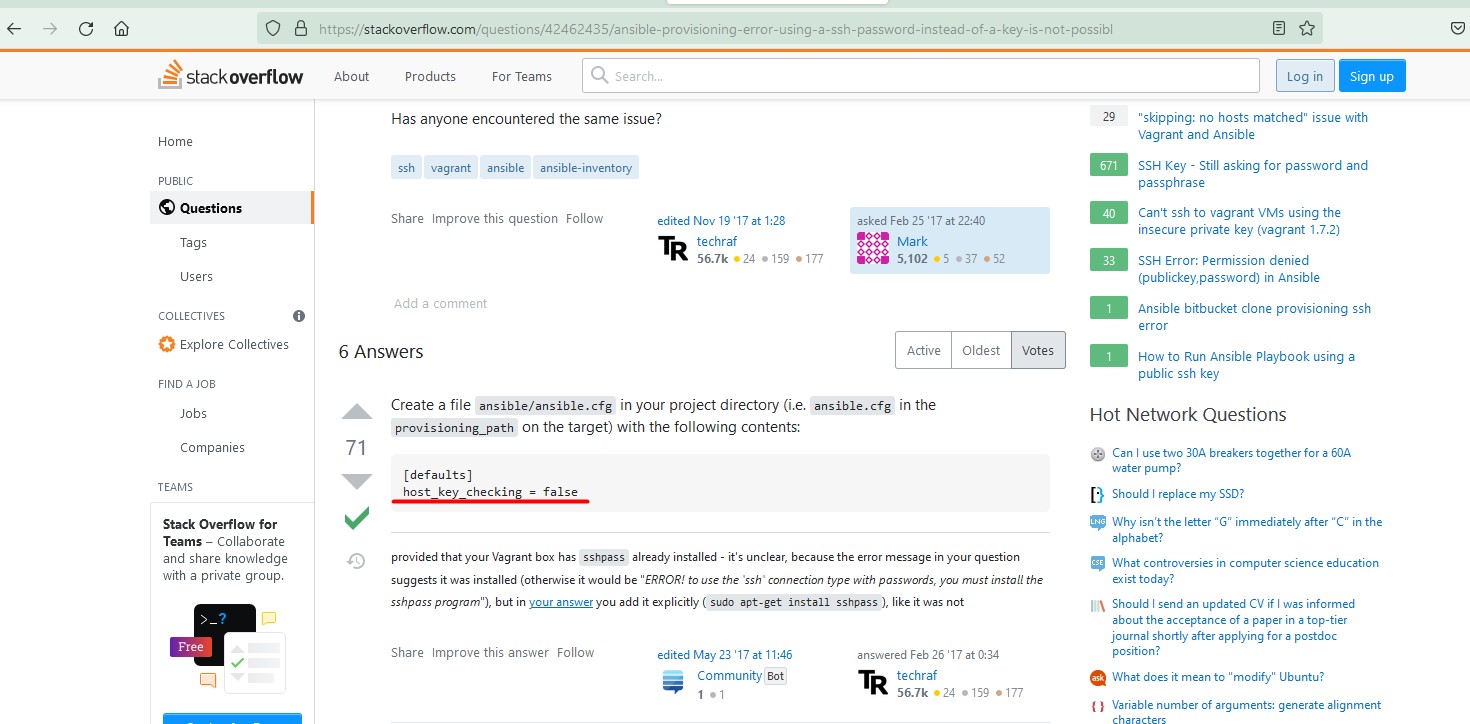 https://stackoverflow.com/questions/42462435/ansible-provisioning-error-using-a-ssh-password-instead-of-a-key-is-not-possibl
stackoverflow
About
Products
For Teams
Search...
Log in
Sign up
Home
PUBLIC
Questions
Tags
Users
COLLECTIVES
Explore Collectives
FIND A JOB
Jobs
Companies
TEAMS
Stack Overflow for
Teams – Collaborate
and share knowledge
with a private group.
>_?
Free
Has anyone encountered the same issue?
ssh vagrant ansible ansible-inventory
Share Improve this question Follow
edited Nov 19 '17 at 1:28
TR
techraf
56.7k 24 159 177
asked Feb 25 '17 at 22:40
Mark
5,102 5 37 52
Add a comment
6 Answers
Active Oldest Votes
71
Create a file ansible/ansible.cfg in your project directory (i.e. ansible.cfg in the
provisioning_path on the target) with the following contents:
[defaults]
host_key_checking = false
provided that your Vagrant box has sshpass already installed - it's unclear, because the error message in your question
suggests it was installed (otherwise it would be "ERROR! to use the 'ssh' connection type with passwords, you must install the
sshpass program"), but in your answer you add it explicitly ( sudo apt-get install sshpass ), like it was not
Share Improve this answer Follow
edited May 23 '17 at 11:46
Community Bot
1 1
answered Feb 26 '17 at 0:34
TR
techraf
56.7k 24 159 177
29 "skipping: no hosts matched" issue with
Vagrant and Ansible
671 SSH Key - Still asking for password and
passphrase
40 Can't ssh to vagrant VMs using the
insecure private key (vagrant 1.7.2)
33 SSH Error: Permission denied
(publickey,password) in Ansible
1 Ansible bitbucket clone provisioning ssh
error
1 How to Run Ansible Playbook using a
public ssh key
Hot Network Questions
Can I use two 30A breakers together for a 60A
water pump?
Should I replace my SSD?
LNG Why isn't the letter "G" immediately after "C" in the
alphabet?
CSE What controversies in computer science education
exist today?
Should I send an updated CV if I was informed
about the acceptance of a paper in a top-tier
journal shortly after applying for a postdoc
position?
ask What does it mean to "modify" Ubuntu?
Variable number of arguments: generate alignment
characters